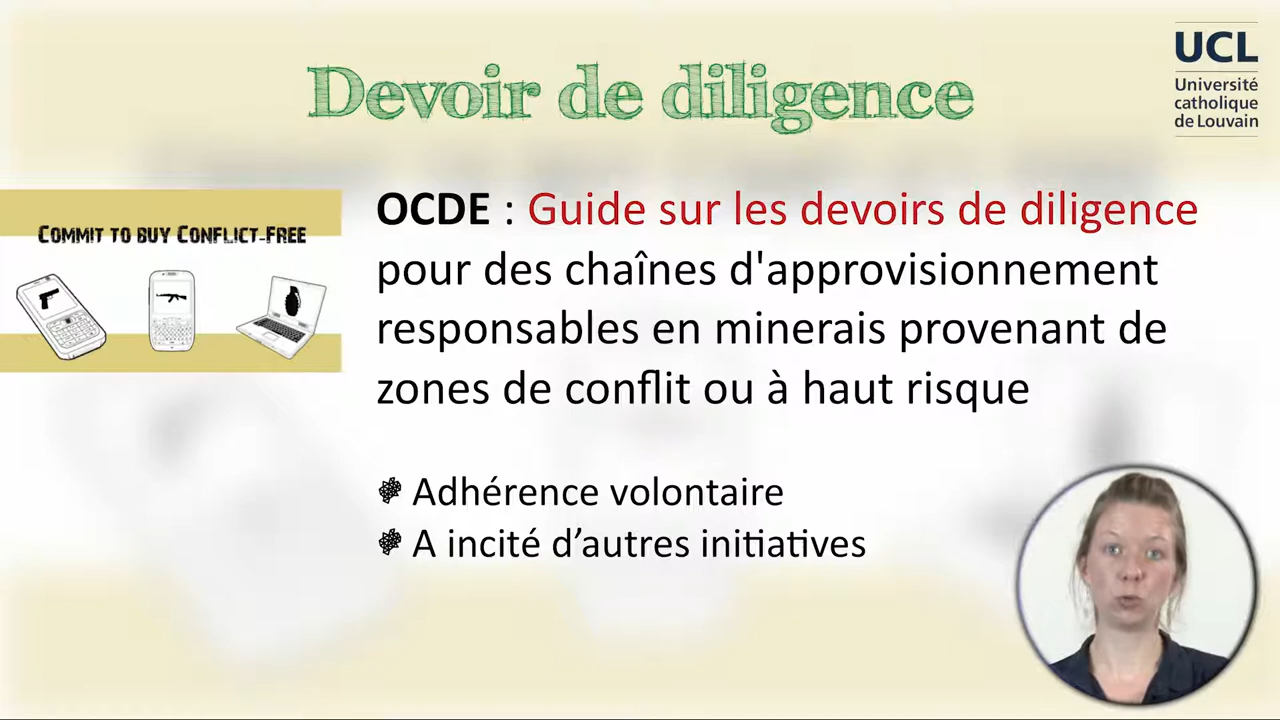 Devoir de diligence
UCL
Université
catholique
de Louvain
COMMIT TO BUY CONFLICT-FREE
OCDE : Guide sur les devoirs de diligence
pour des chaînes d'approvisionnement
responsables en minerais provenant de
zones de conflit ou à haut risque
Adhérence volontaire
A incité d’autres initiatives